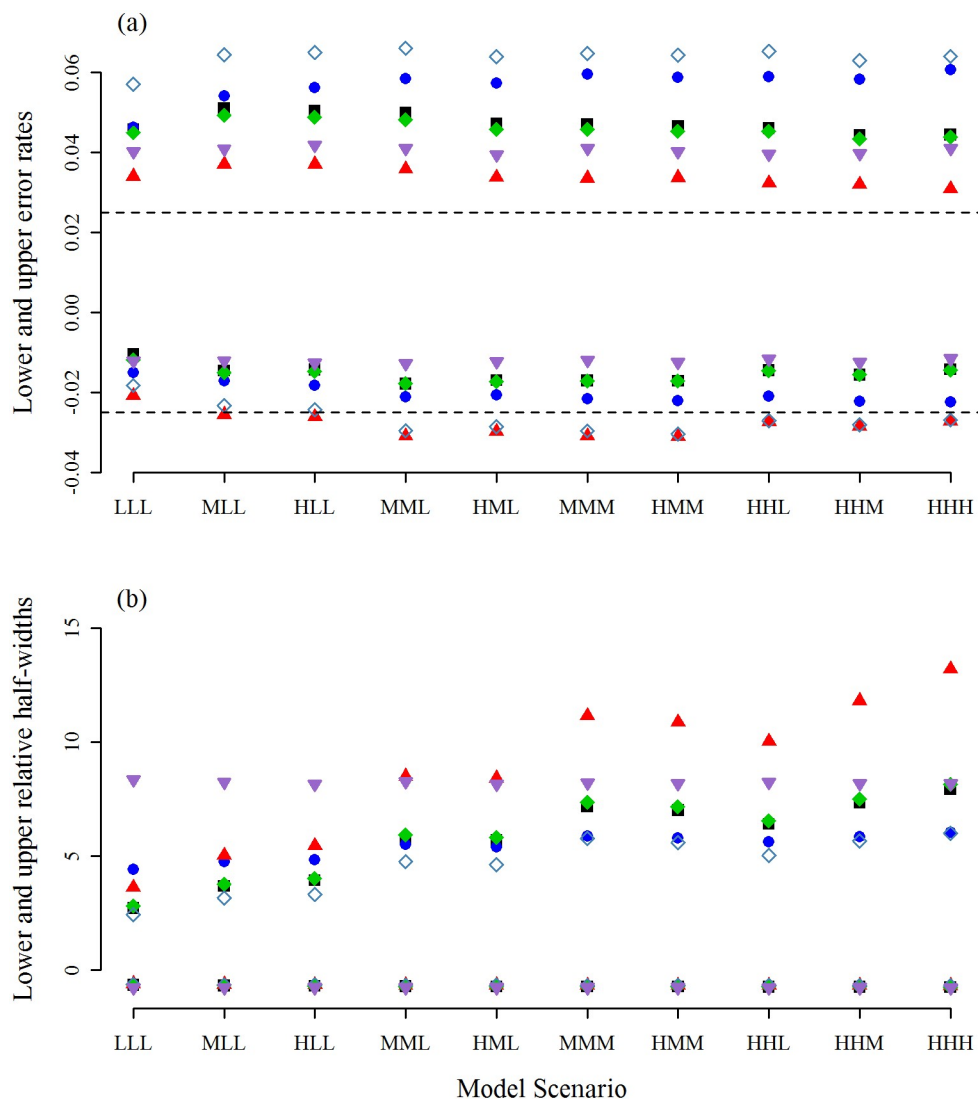 (a)
Lower and upper error rates
0.06
0.04
0.02
0.00
-0.02
-0.04
LLL MLL HLL MML HML MMM HMM HHL HHM HHH
(b)
Lower and upper relative half-widths
15
10
5
0
LLL MLL HLL MML HML MMM HMM HHL HHM HHH
Model Scenario